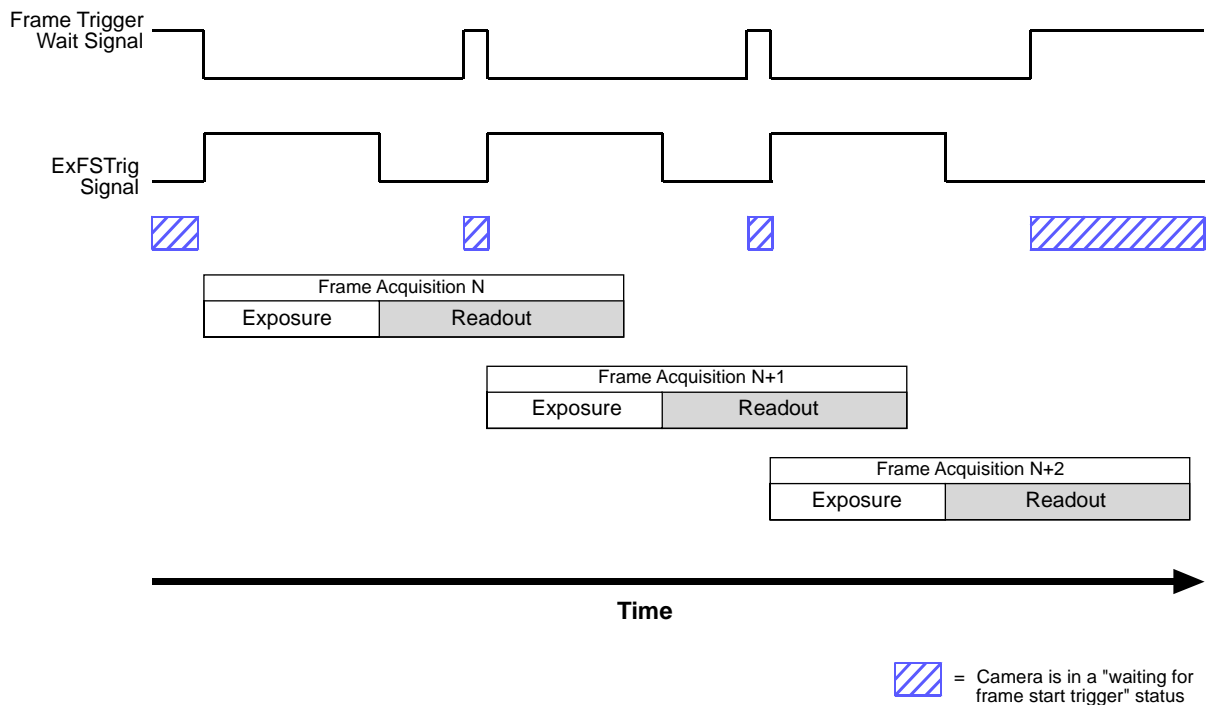 Frame Trigger
Wait Signal
ExFSTrig
Signal
Frame Acquisition N
Exposure Readout
Frame Acquisition N+1
Exposure Readout
Frame Acquisition N+2
Exposure Readout
Time
= Camera is in a "waiting for
frame start trigger" status